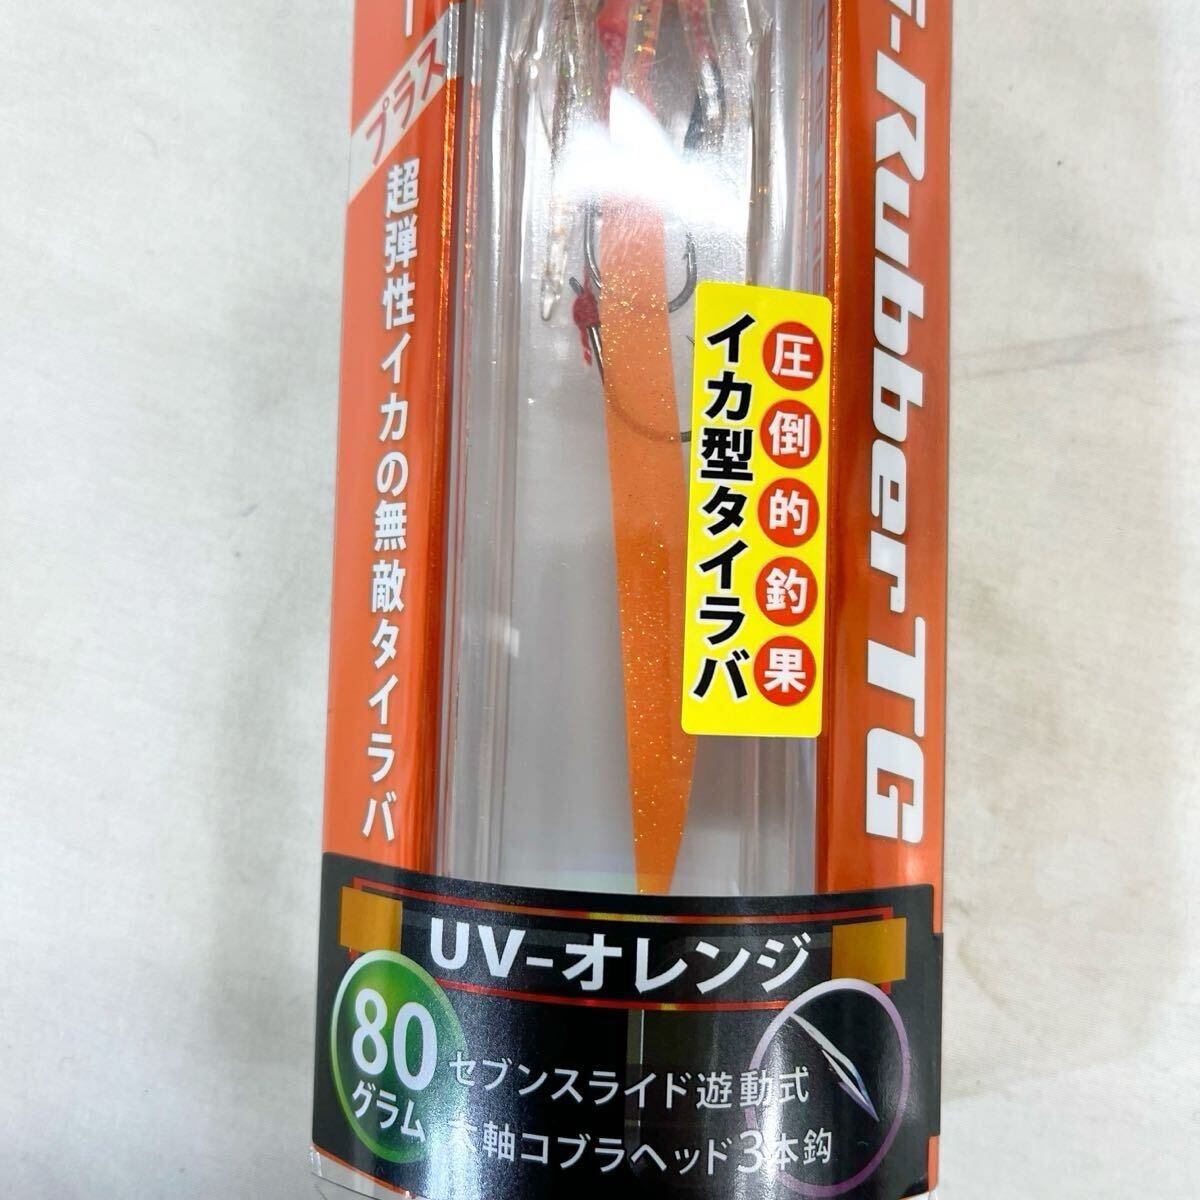 プラス
超弾性イカの無敵タイラバ
-Rubber TG
圧倒的釣果
イカ型タイラバ
UV-オレンジ
80
グラム
セブンスライド遊動式
太軸コブラヘッド3本鈎